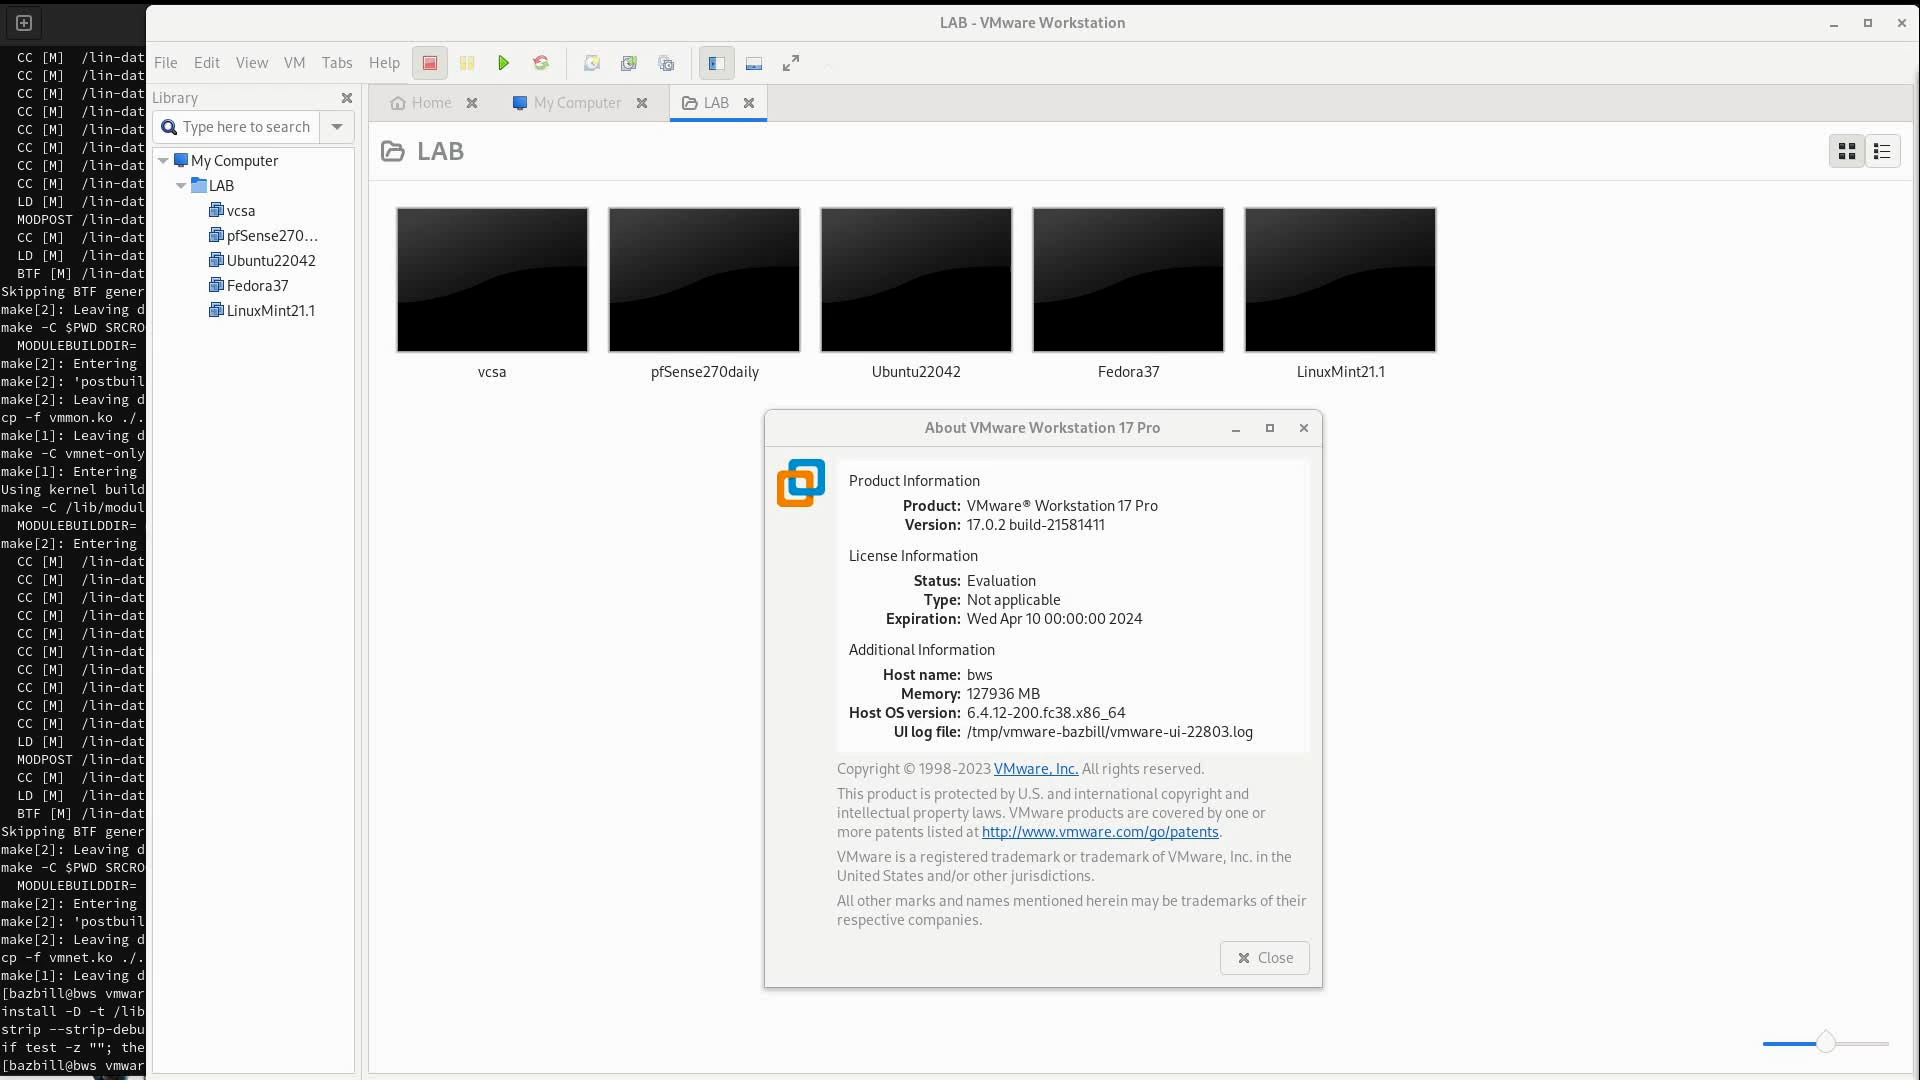 LAB - VMware Workstation
File Edit View VM Tabs Help
Library
Type here to search
My Computer
LAB
vcsa
pfSense270...
Ubuntu22042
Fedora37
LinuxMint21.1
Home
My Computer
LAB
LAB
vcsa
pfSense270daily
Ubuntu22042
Fedora37
LinuxMint21.1
About VMware Workstation 17 Pro
Product Information
Product: VMware® Workstation 17 Pro
Version: 17.0.2 build-21581411
License Information
Status: Evaluation
Type: Not applicable
Expiration: Wed Apr 10 00:00:00 2024
Additional Information
Host name: bws
Memory: 127936 MB
Host OS version: 6.4.12-200.fc38.x86_64
UI log file: /tmp/vmware-bazbill/vmware-ui-22803.log
Copyright © 1998-2023 VMware, Inc. All rights reserved.
This product is protected by U.S. and international copyright and
intellectual property laws. VMware products are covered by one or
more patents listed at http://www.vmware.com/go/patents.
VMware is a registered trademark or trademark of VMware, Inc. in the
United States and/or other jurisdictions.
All other marks and names mentioned herein may be trademarks of their
respective companies.
Close
CC [M] /lin-dat
CC [M] /lin-dat
CC [M] /lin-dat
CC [M] /lin-dat
CC [M] /lin-dat
CC [M] /lin-dat
CC [M] /lin-dat
CC [M] /lin-dat
LD [M] /lin-dat
MODPOST /lin-dat
CC [M] /lin-dat
LD [M] /lin-dat
BTF [M] /lin-dat
Skipping BTF gener
make[2]: Leaving d
make -C $PWD SRCRO
MODULEBUILDDIR=
make[2]: Entering
make[2]: 'postbuil
make[2]: Leaving d
cp -f vmmon.ko ./.
make[1]: Leaving d
make -C vmnet-only
make[1]: Entering
Using kernel build
make -C /lib/modul
MODULEBUILDDIR=
make[2]: Entering
CC [M] /lin-dat
CC [M] /lin-dat
CC [M] /lin-dat
CC [M] /lin-dat
CC [M] /lin-dat
CC [M] /lin-dat
CC [M] /lin-dat
CC [M] /lin-dat
CC [M] /lin-dat
CC [M] /lin-dat
LD [M] /lin-dat
MODPOST /lin-dat
CC [M] /lin-dat
LD [M] /lin-dat
BTF [M] /lin-dat
Skipping BTF gener
make[2]: Leaving d
make -C $PWD SRCRO
MODULEBUILDDIR=
make[2]: Entering
make[2]: 'postbuil
make[2]: Leaving d
cp -f vmnet.ko ./.
make[1]: Leaving d
[bazbill@bws vmwar
install -D -t /lib
strip --strip-debu
if test -z ""; the
[bazbill@bws vmwar